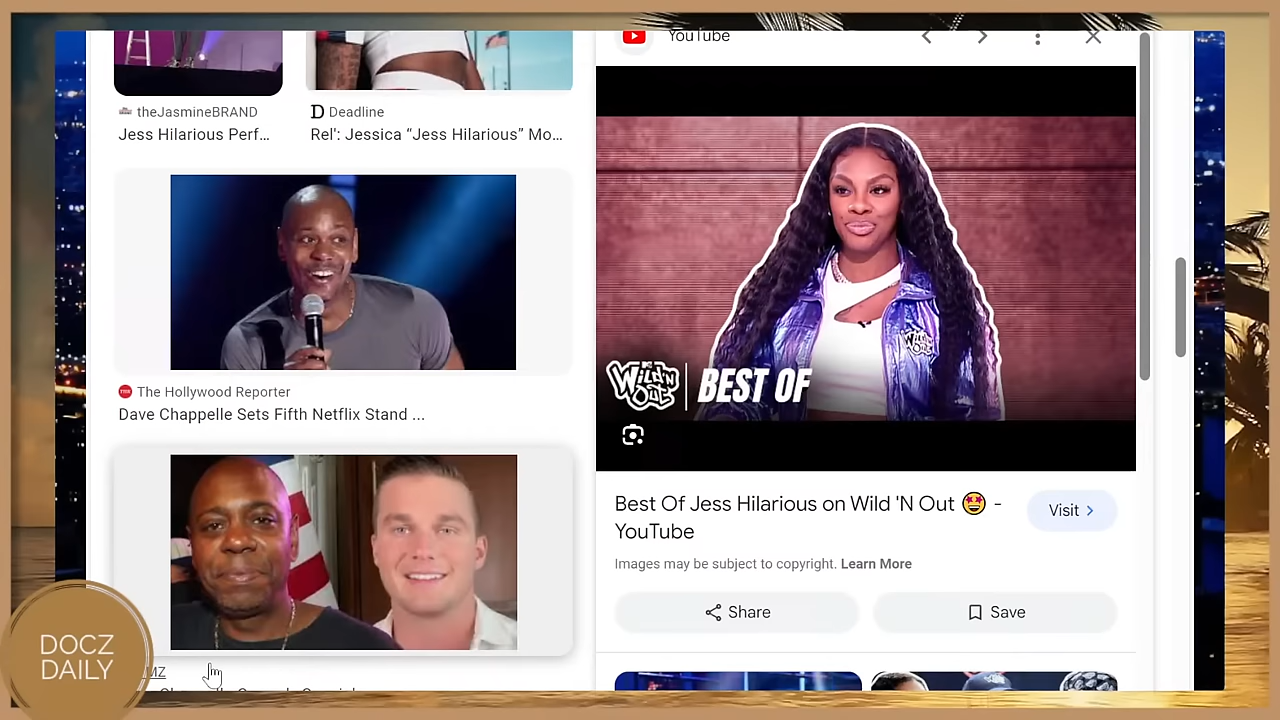 YouTube
theJasmineBRAND
Jess Hilarious Perf...
Deadline
Rel': Jessica “Jess Hilarious” Mo...
The Hollywood Reporter
Dave Chappelle Sets Fifth Netflix Stand ...
MZ
WILD'N OUT
BEST OF
Best Of Jess Hilarious on Wild 'N Out 🤩 -
YouTube
Visit
Images may be subject to copyright. Learn More
Share
Save
DOCZ
DAILY